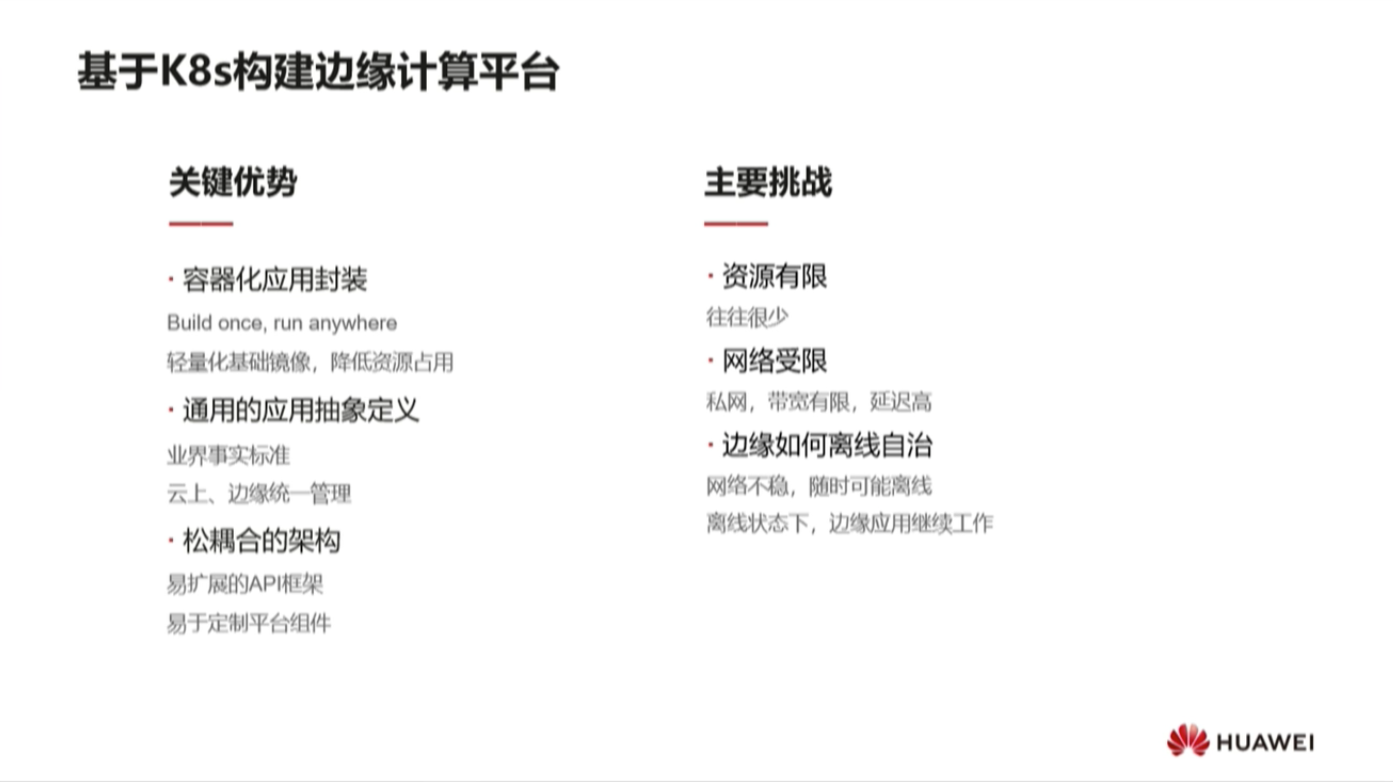 基于K8s构建边缘计算平台
关键优势
· 容器化应用封装
Build once, run anywhere
轻量化基础镜像，降低资源占用
· 通用的应用抽象定义
业界事实标准
云上、边缘统一管理
· 松耦合的架构
易扩展的API框架
易于定制平台组件
主要挑战
· 资源有限
往往很少
· 网络受限
私网，带宽有限，延迟高
· 边缘如何离线自治
网络不稳，随时可能离线
离线状态下，边缘应用继续工作
HUAWEI